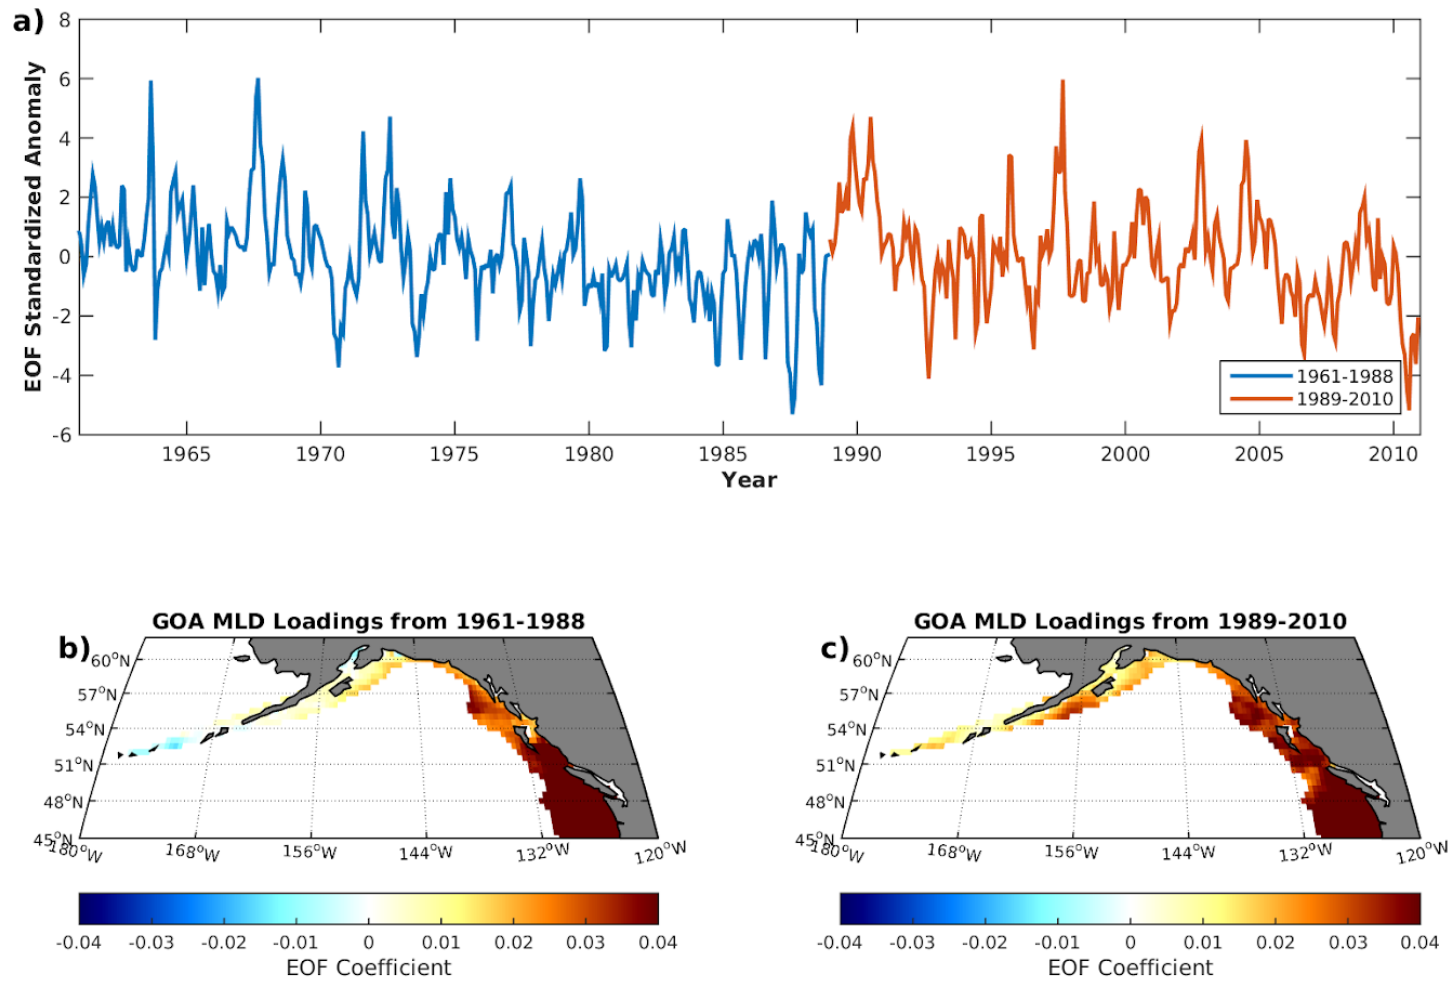 a)
EOF Standardized Anomaly
8
6
4
2
0
-2
-4
-6
1965 1970 1975 1980 1985 1990 1995 2000 2005 2010
Year
1961-1988
1989-2010
b)
GOA MLD Loadings from 1961-1988
60°N
57°N
54°N
51°N
48°N
45°N
180°W 168°W 156°W 144°W 132°W 120°W
-0.04 -0.03 -0.02 -0.01 0 0.01 0.02 0.03 0.04
EOF Coefficient
c)
GOA MLD Loadings from 1989-2010
60°N
57°N
54°N
51°N
48°N
45°N
180°W 168°W 156°W 144°W 132°W 120°W
-0.04 -0.03 -0.02 -0.01 0 0.01 0.02 0.03 0.04
EOF Coefficient